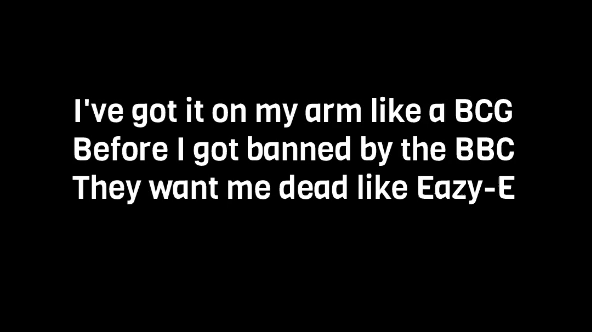 I've got it on my arm like a BCG
Before I got banned by the BBC
They want me dead like Eazy-E